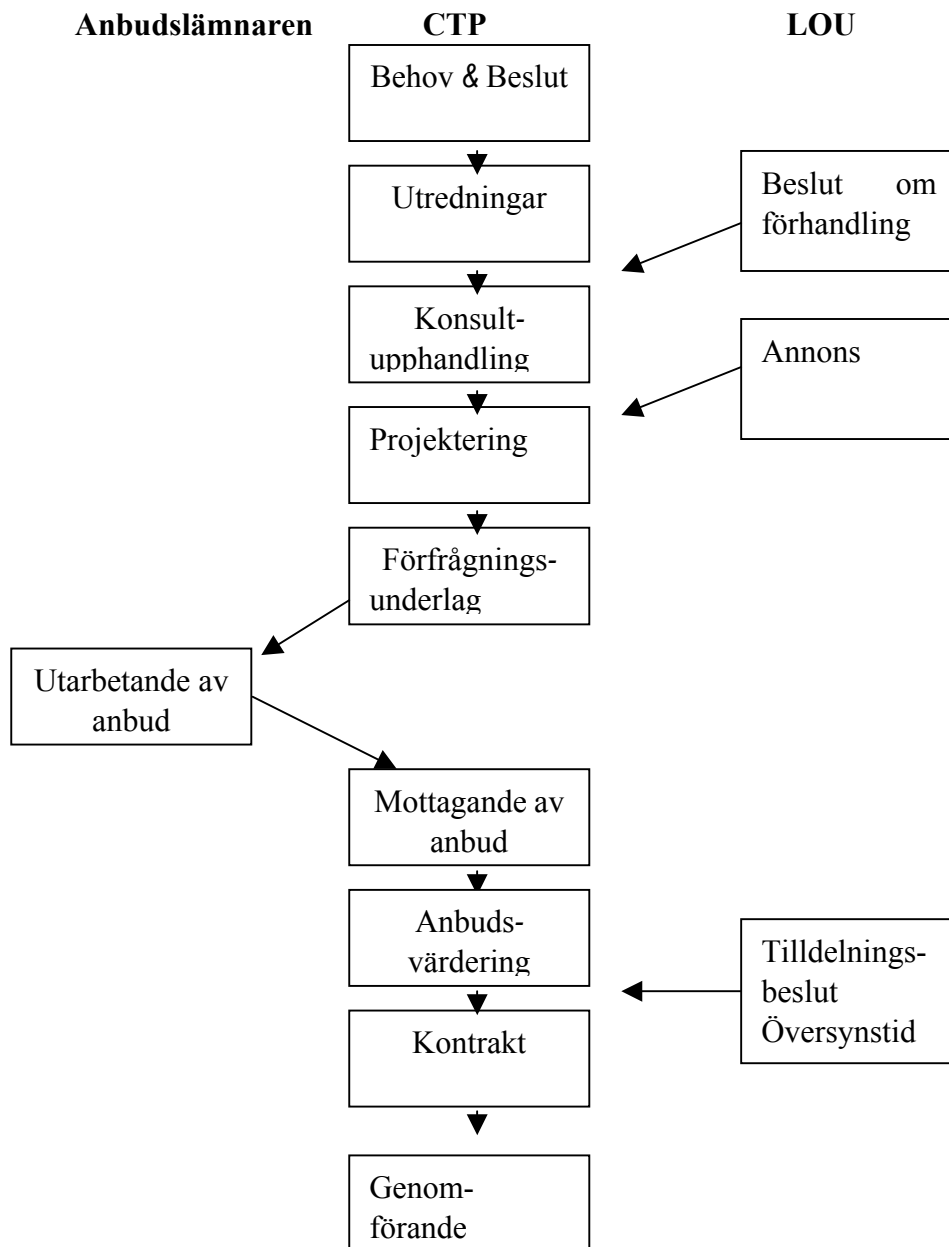 Anbudslämnaren CTP LOU
Behov & Beslut
Utredningar
Beslut om
förhandling
Konsult-
upphandling
Annons
Projektering
Förfrågnings-
underlag
Utarbetande av
anbud
Mottagande av
anbud
Anbuds-
värdering
Tilldelnings-
beslut
Översynstid
Kontrakt
Genom-
förande